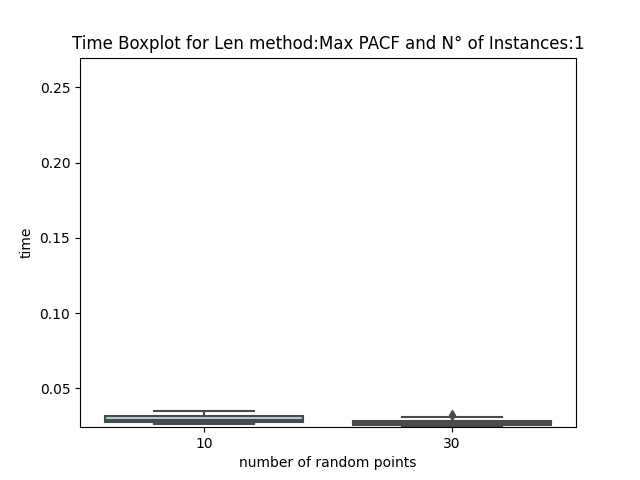 Time Boxplot for Len method:Max PACF and N° of Instances:1
0.25
0.20
0.15
0.10
0.05
time
10
30
number of random points